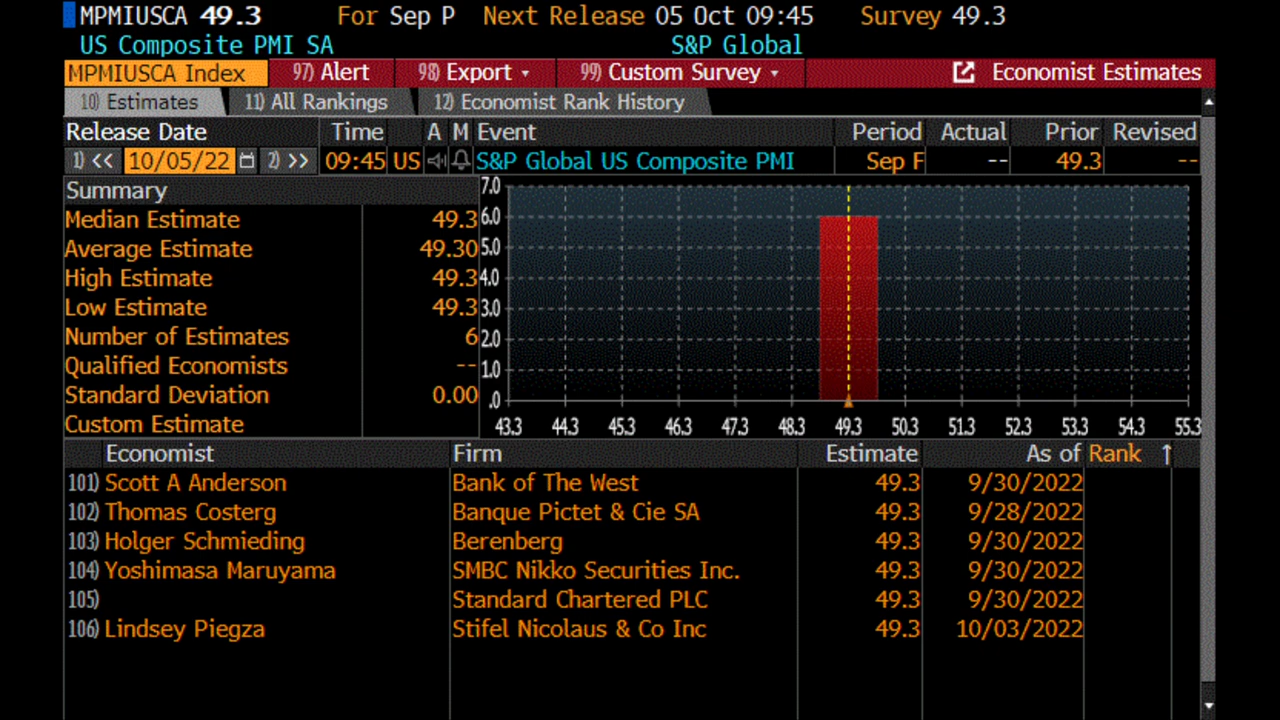 MPMIUSCA 49.3 For Sep P Next Release 05 Oct 09:45 Survey 49.3
US Composite PMI SA S&P Global
MPMIUSCA Index 97) Alert 98) Export 99) Custom Survey Economist Estimates
10) Estimates 11) All Rankings 12) Economist Rank History
Release Date Time A M Event Period Actual Prior Revised
1) << 10/05/22 2) >> 09:45 US S&P Global US Composite PMI Sep F -- 49.3 --
Summary
Median Estimate 49.3
Average Estimate 49.30
High Estimate 49.3
Low Estimate 49.3
Number of Estimates 6
Qualified Economists --
Standard Deviation 0.00
Custom Estimate
7.0
6.0
5.0
4.0
3.0
2.0
1.0
.0
43.3 44.3 45.3 46.3 47.3 48.3 49.3 50.3 51.3 52.3 53.3 54.3 55.3
Economist Firm Estimate As of Rank ↑
101) Scott A Anderson Bank of The West 49.3 9/30/2022
102) Thomas Costerg Banque Pictet & Cie SA 49.3 9/28/2022
103) Holger Schmieding Berenberg 49.3 9/30/2022
104) Yoshimasa Maruyama SMBC Nikko Securities Inc. 49.3 9/30/2022
105) Standard Chartered PLC 49.3 9/30/2022
106) Lindsey Piegza Stifel Nicolaus & Co Inc 49.3 10/03/2022